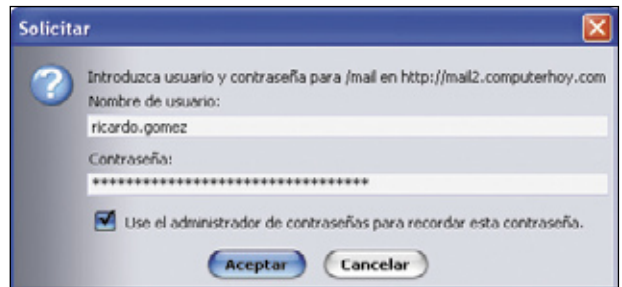 Solicitar
Introduzca usuario y contraseña para /mail en http://mail2.computerhoy.com
Nombre de usuario:
ricardo.gomez
Contraseña:
*********************************
Use el administrador de contraseñas para recordar esta contraseña.
Aceptar Cancelar